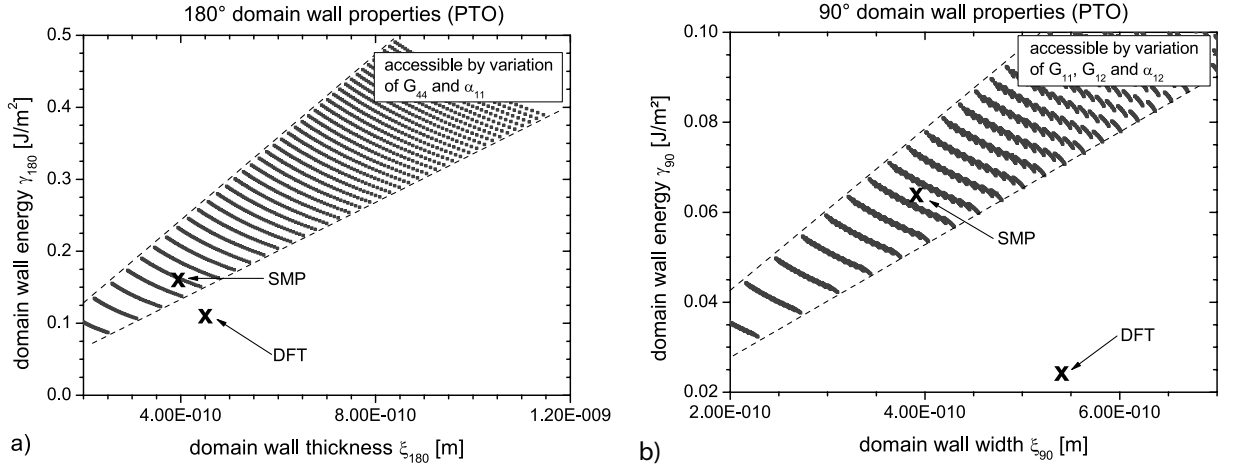 180° domain wall properties (PTO)
domain wall energy γ180 [J/m2]
0.5
0.4
0.3
0.2
0.1
0.0
accessible by variation
of G44 and α11
SMP
DFT
4.00E-010
8.00E-010
1.20E-009
domain wall thickness ξ180 [m]
a)
90° domain wall properties (PTO)
domain wall energy γ90 [J/m²]
0.10
0.08
0.06
0.04
0.02
accessible by variation
of G11, G12 and α12
SMP
DFT
2.00E-010
4.00E-010
6.00E-010
domain wall width ξ90 [m]
b)